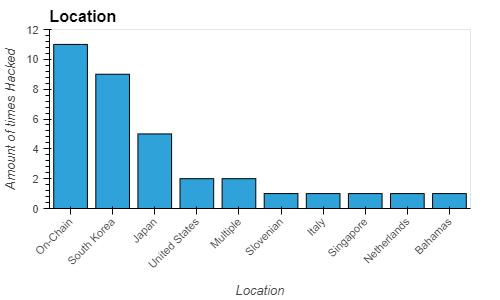 Location
Amount of times Hacked
12
10
8
6
4
2
0
On-Chain
South Korea
Japan
United States
Multiple
Slovenian
Italy
Singapore
Netherlands
Bahamas
Location